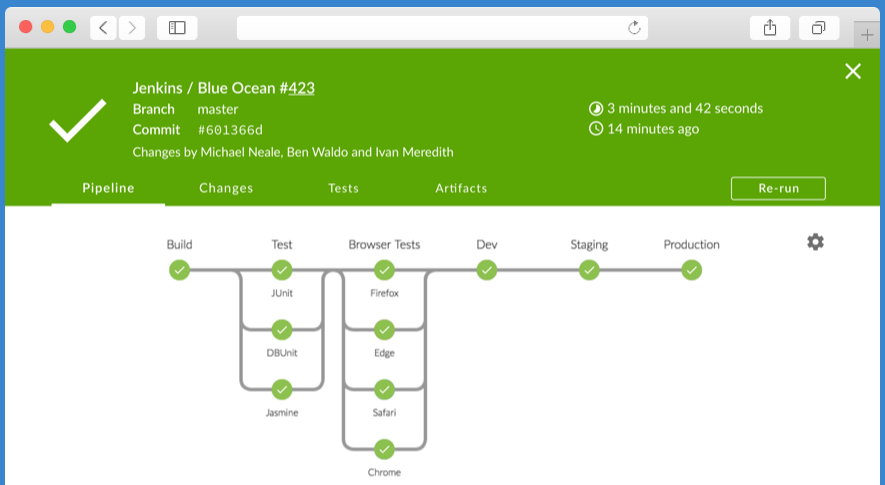 Jenkins / Blue Ocean #423
Branch master
Commit #601366d
Changes by Michael Neale, Ben Waldo and Ivan Meredith
3 minutes and 42 seconds
14 minutes ago
Pipeline Changes Tests Artifacts Re-run
Build Test Browser Tests Dev Staging Production
JUnit Firefox
DBUnit Edge
Jasmine Safari
Chrome